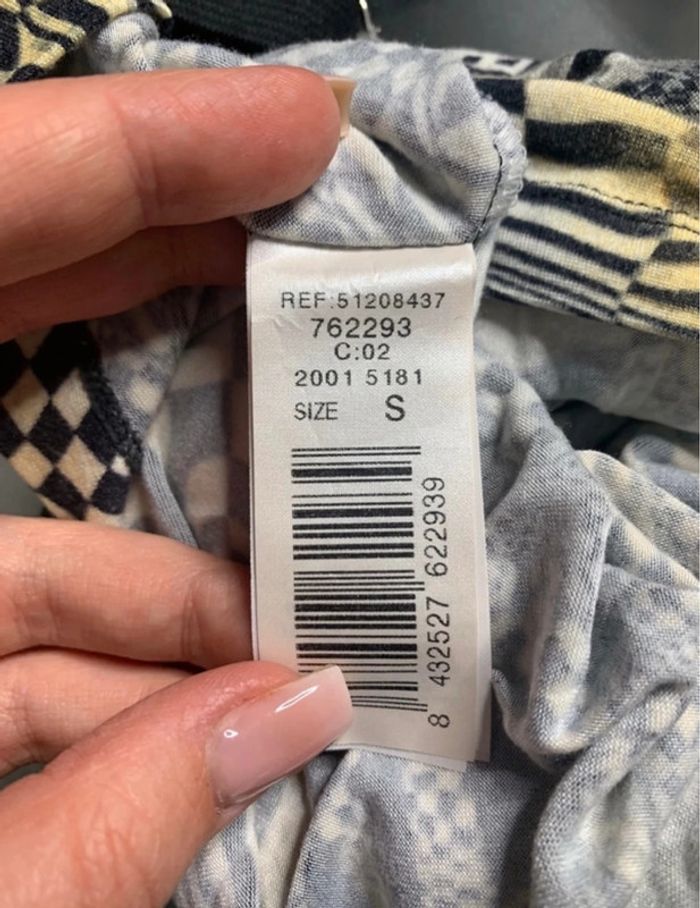 REF:51208437
762293
C:02
2001 5181
SIZE S
8 432527 622939